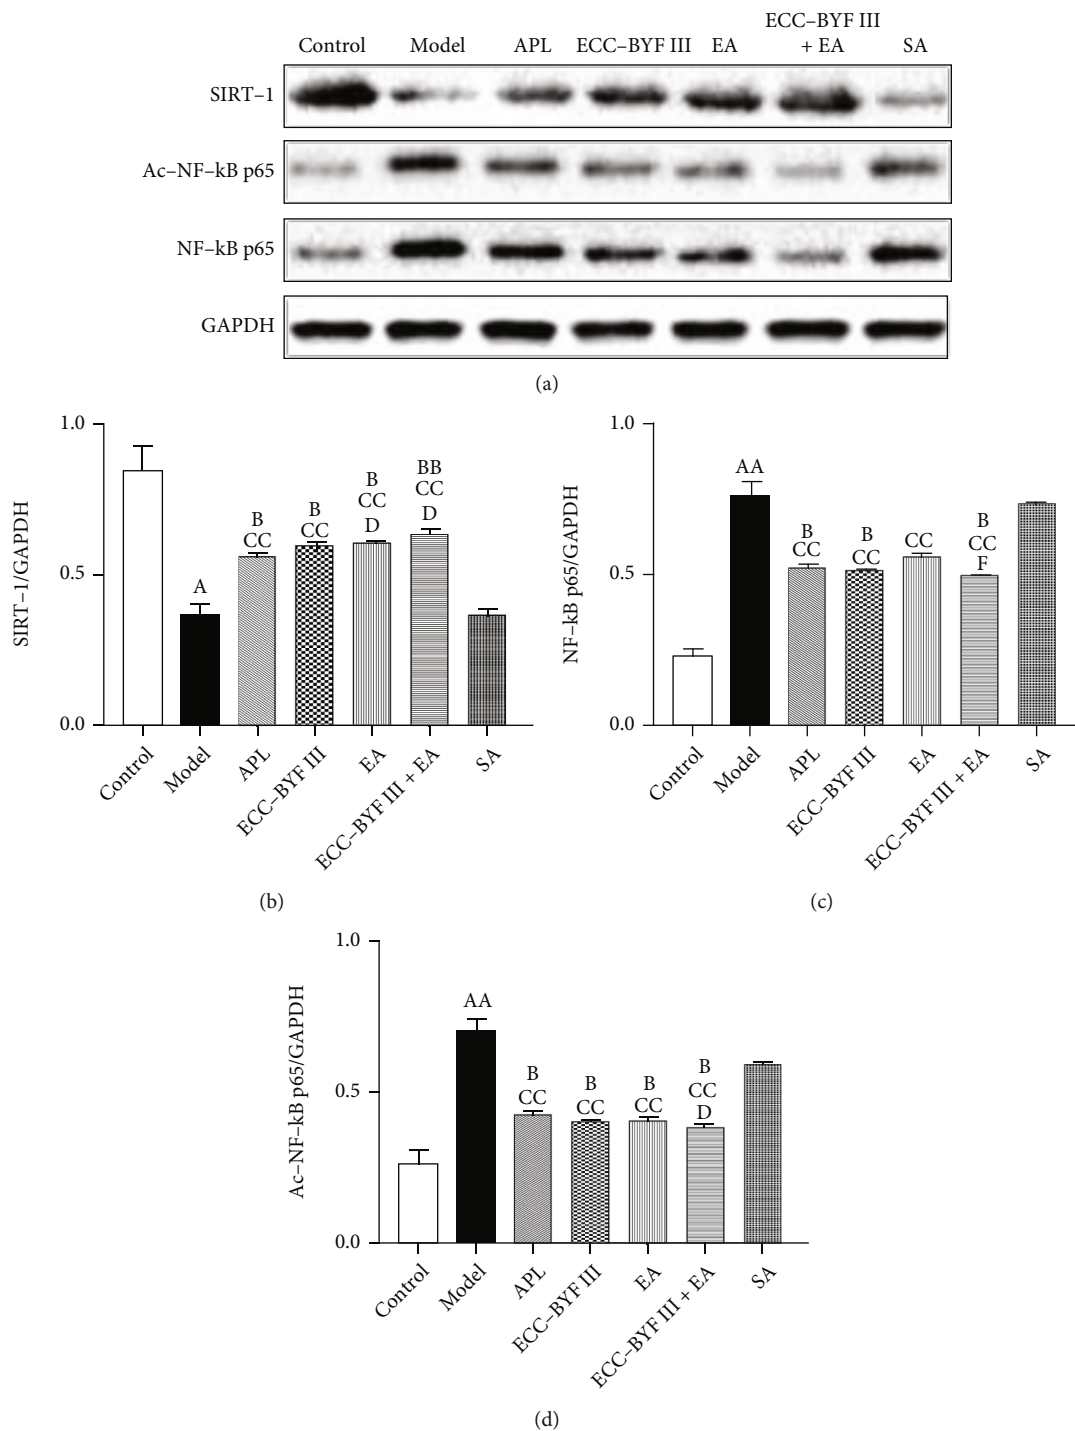 ECC–BYF III
Control Model APL ECC–BYF III EA + EA SA
SIRT–1
Ac–NF–kB p65
NF–kB p65
GAPDH
(a)
1.0
0.5
0.0
SIRT–1/GAPDH
A
B
CC
B
CC
B
CC
D
BB
CC
D
Control
Model
APL
ECC–BYF III
EA
ECC–BYF III + EA
SA
(b)
1.0
0.5
0.0
NF–kB p65/GAPDH
AA
B
CC
B
CC
CC
B
CC
F
Control
Model
APL
ECC–BYF III
EA
ECC–BYF III + EA
SA
(c)
1.0
0.5
0.0
Ac–NF–kB p65/GAPDH
AA
B
CC
B
CC
B
CC
B
CC
D
Control
Model
APL
ECC–BYF III
EA
ECC–BYF III + EA
SA
(d)